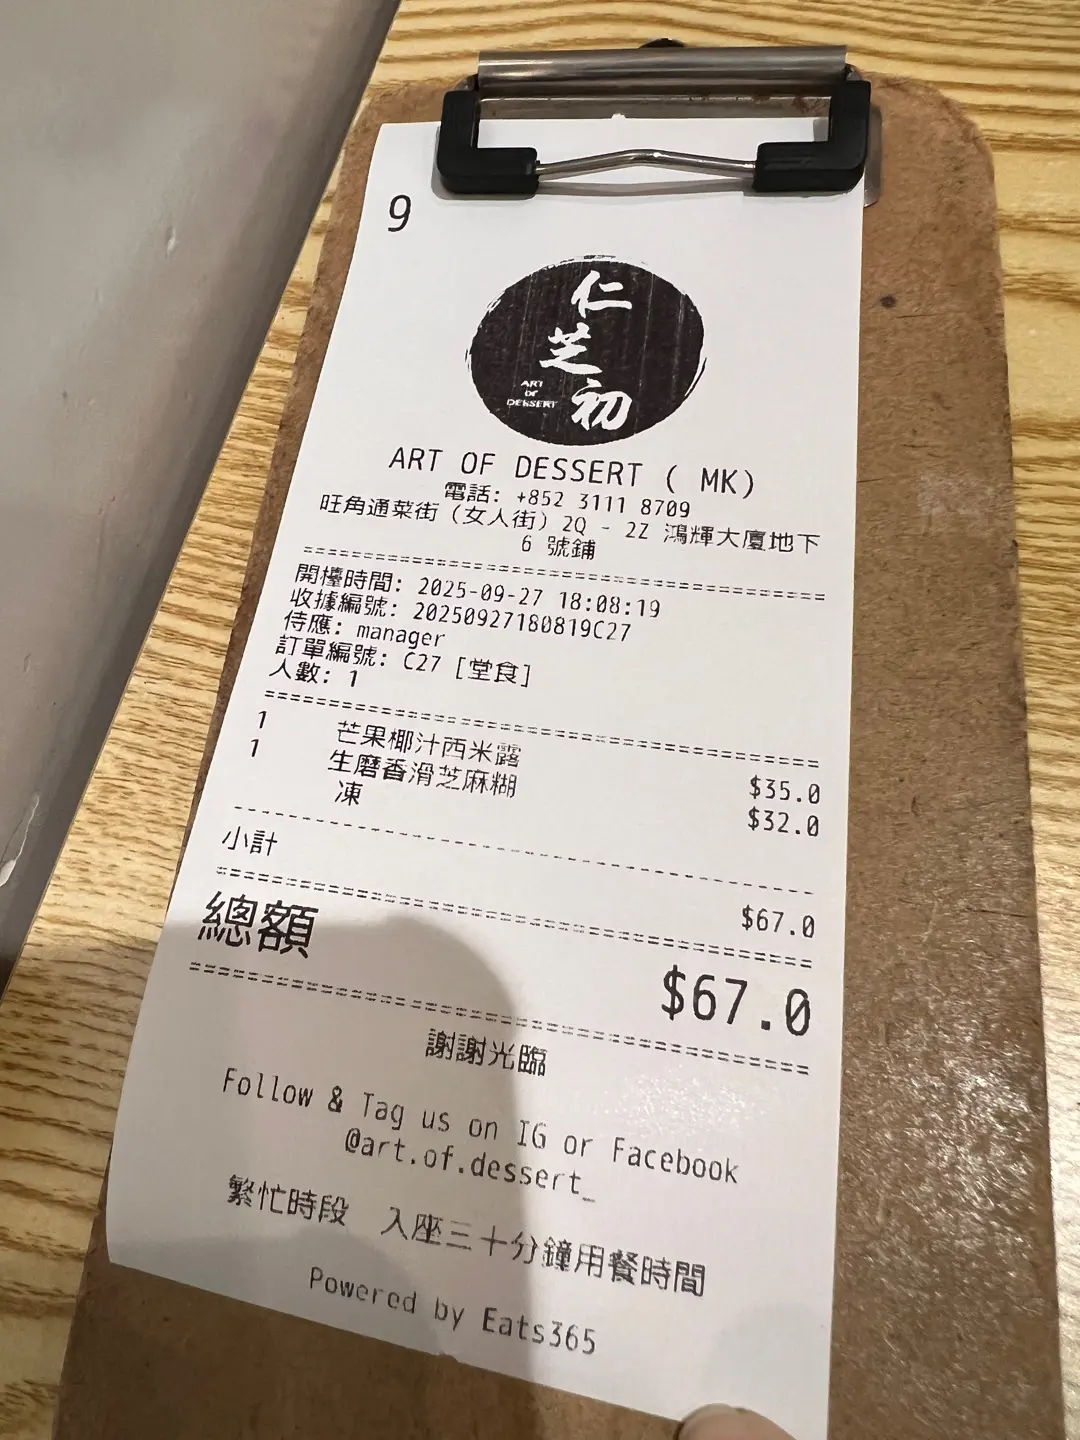 9
仁
芝
初
ART
OF
DESSERT
ART OF DESSERT ( MK)
電話: +852 3111 8709
旺角通菜街 (女人街) 2Q - 2Z 鴻輝大廈地下
6 號鋪
開檯時間: 2025-09-27 18:08:19
收據編號: 20250927180819C27
侍應: manager
訂單編號: C27 [堂食]
人數: 1
1 芒果椰汁西米露 $35.0
1 生磨香滑芝麻糊 $32.0
凍
小計 $67.0
總額 $67.0
謝謝光臨
Follow & Tag us on IG or Facebook
@art.of.dessert_
繁忙時段 入座三十分鐘用餐時間
Powered by Eats365